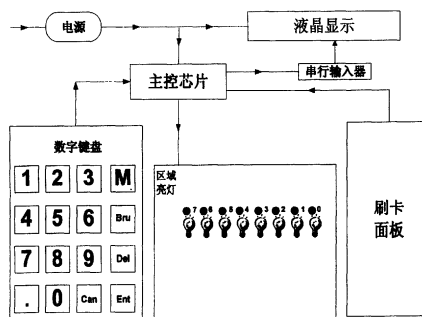 电源
液晶显示
主控芯片
串行输入器
数字键盘
1 2 3 M
4 5 6 Bru
7 8 9 Del
. 0 Can Ent
区域
亮灯
7 6 5 4 3 2 1 0
刷卡
面板